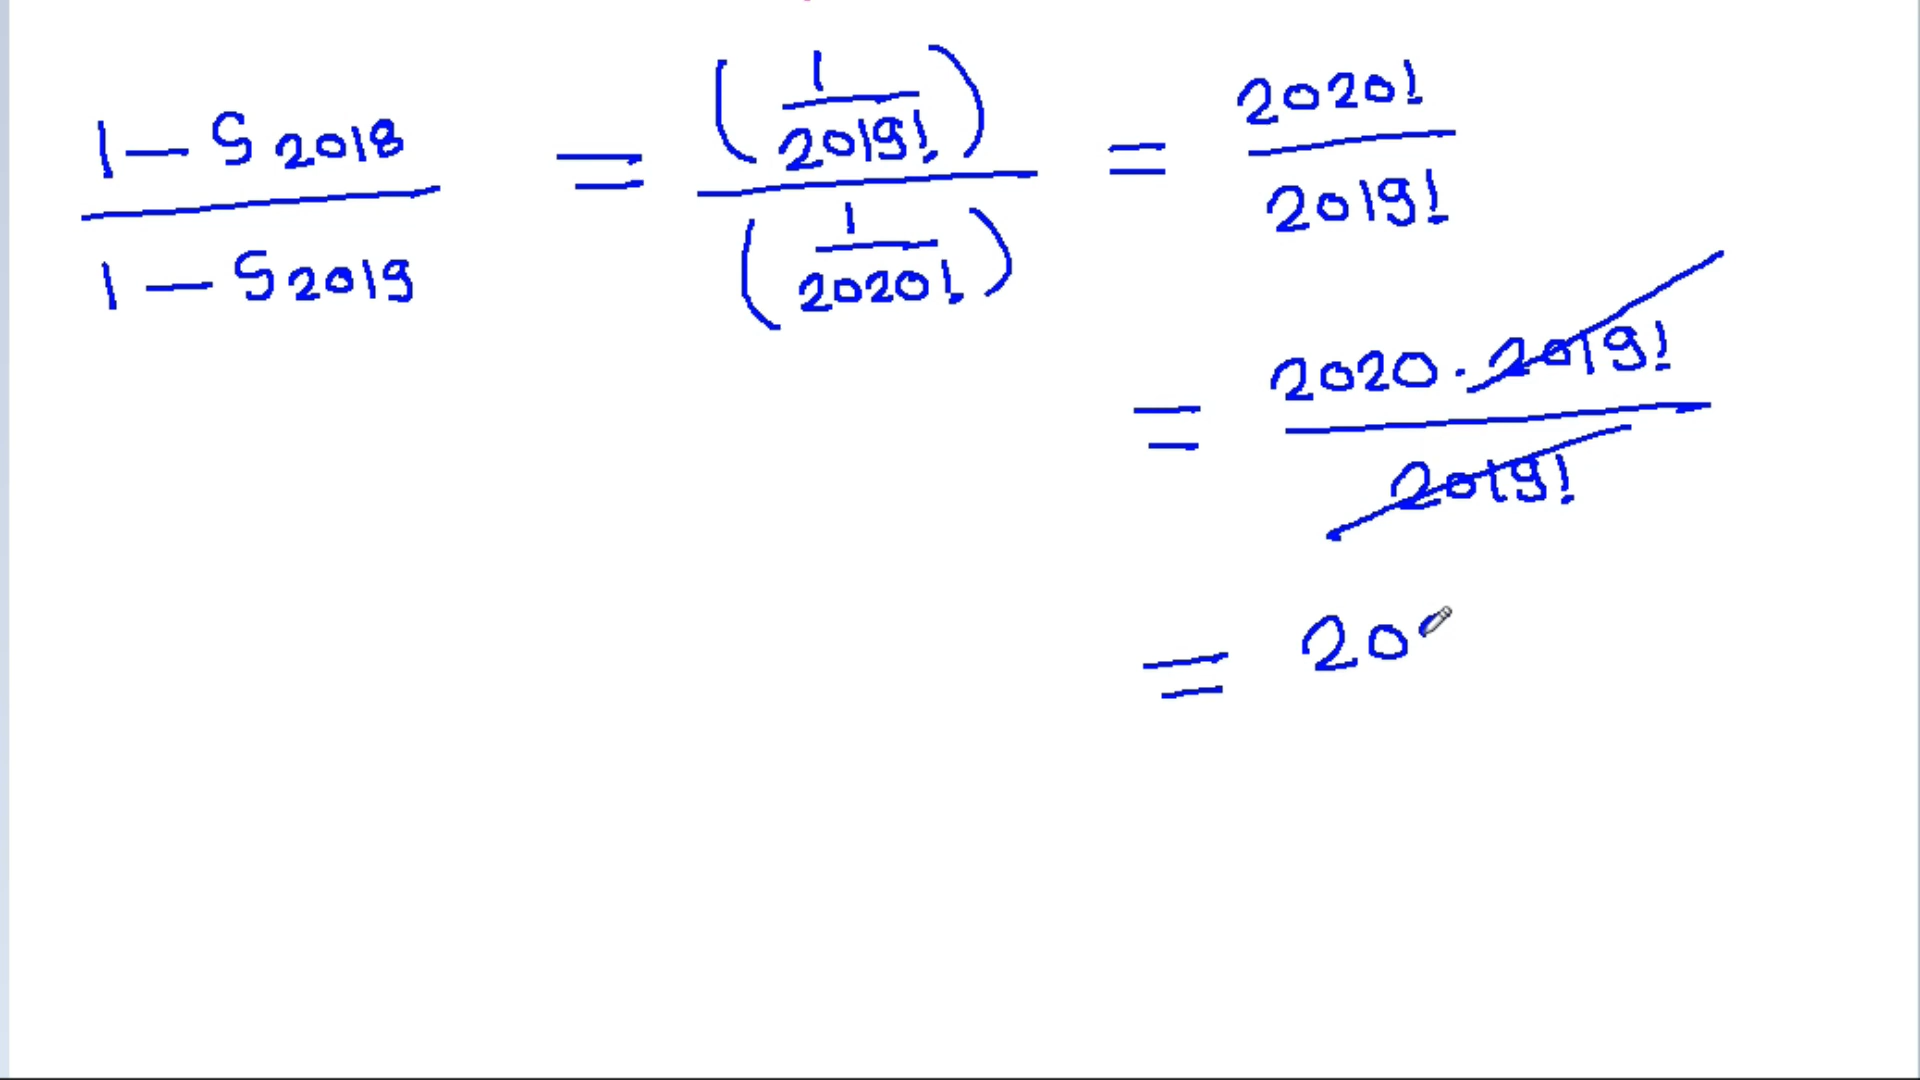 (1 - S2018)/(1 - S2019) = (1/2019!)/(1/2020!) = 2020!/2019!
= (2020 · 2019!)/2019!
= 20